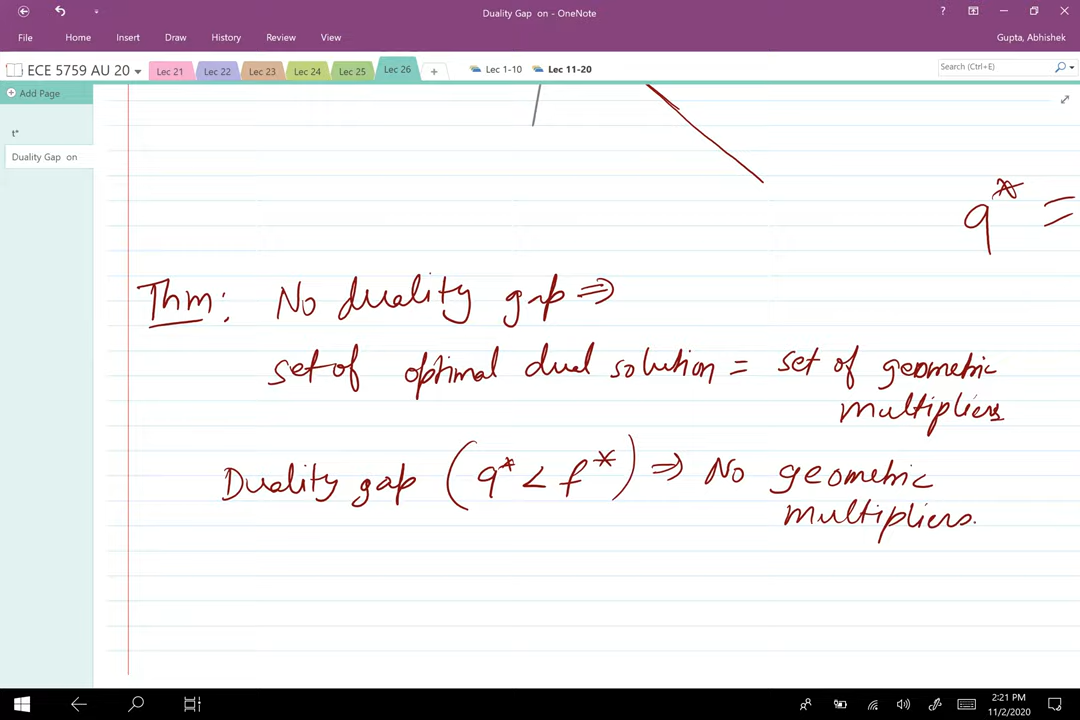 Duality Gap on - OneNote
?
Gupta, Abhishek
File Home Insert Draw History Review View
ECE 5759 AU 20
Lec 21 Lec 22 Lec 23 Lec 24 Lec 25 Lec 26 +
Lec 1-10 Lec 11-20
Search (Ctrl+E)
+ Add Page
t*
Duality Gap on
q* =
Thm: No duality gap ⇒
set of optimal dual solution = set of geometric
multipliers
Duality gap (q* < f*) ⇒ No geometric
multipliers.
2:21 PM
11/2/2020